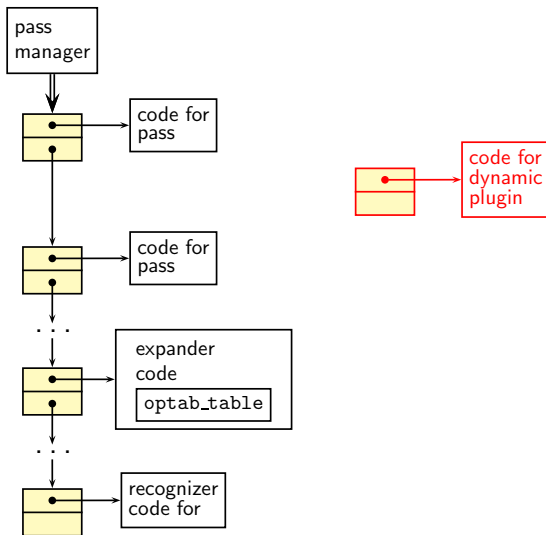 pass
manager
code for
pass
code for
dynamic
plugin
code for
pass
. . .
expander
code
optab_table
. . .
recognizer
code for